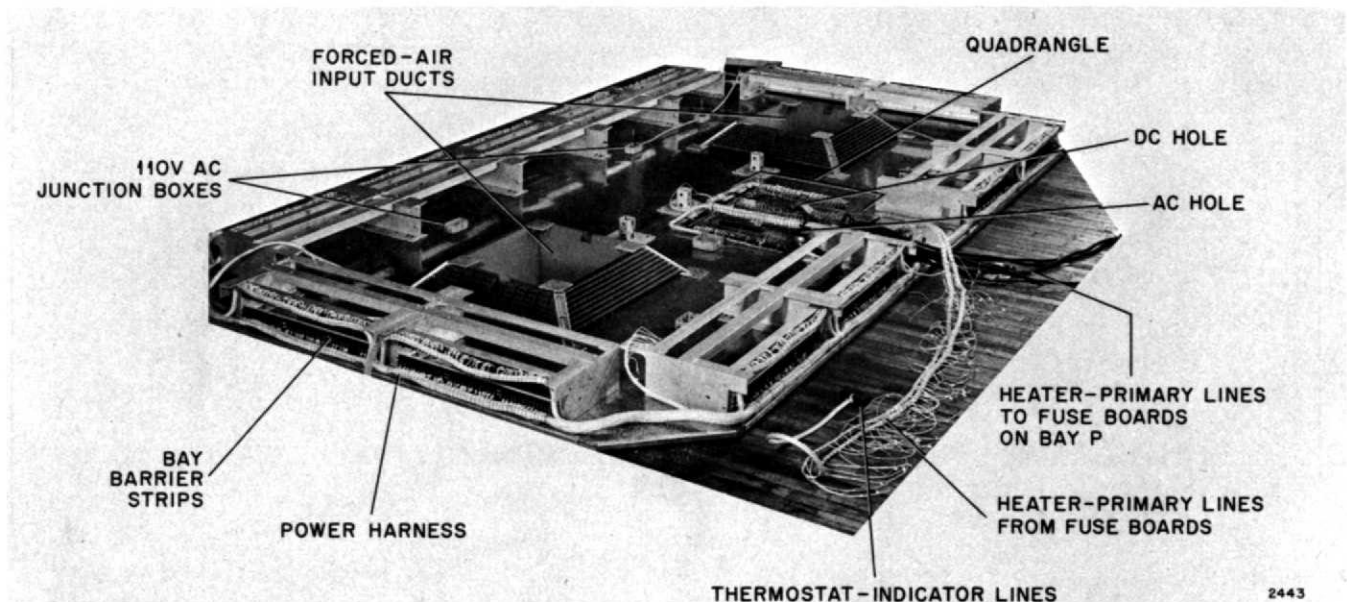 FORCED-AIR
INPUT DUCTS
QUADRANGLE
DC HOLE
110V AC
JUNCTION BOXES
AC HOLE
HEATER-PRIMARY LINES
TO FUSE BOARDS
ON BAY P
BAY
BARRIER
STRIPS
POWER HARNESS
HEATER-PRIMARY LINES
FROM FUSE BOARDS
THERMOSTAT-INDICATOR LINES
2443